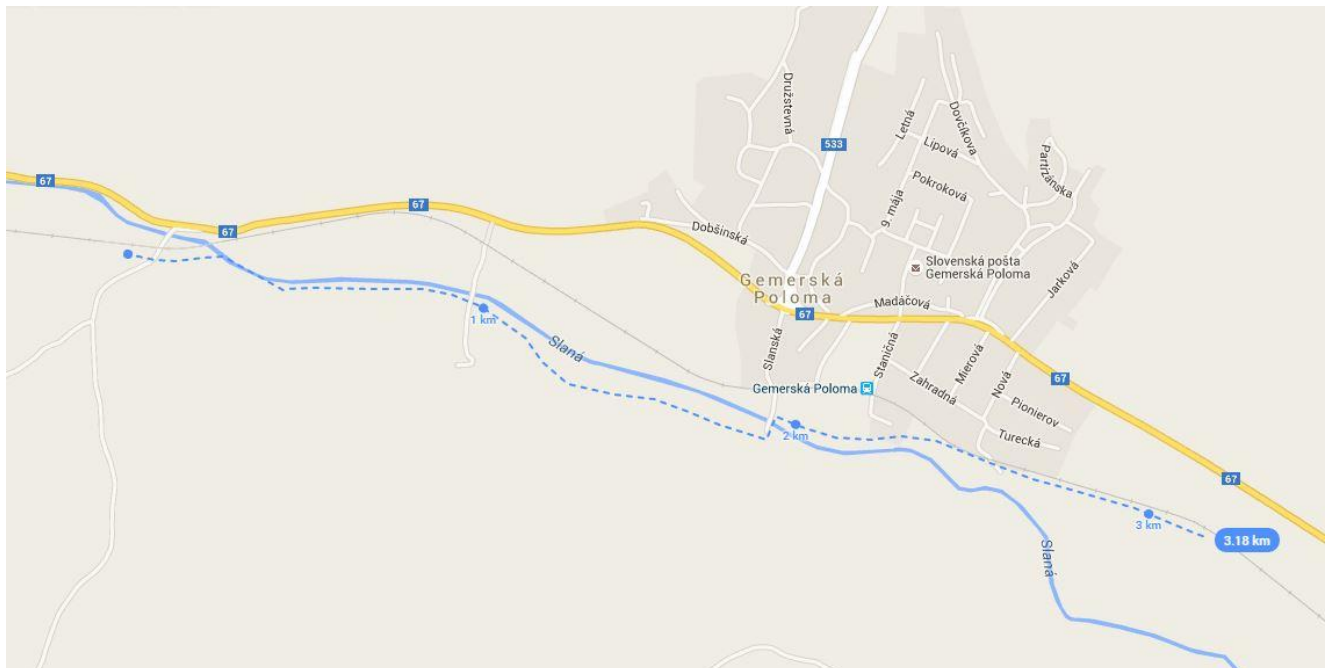 Družstevná
533
Letná
Dovčíkova
Lipová
Partizánska
Pokroková
67
67
67
9. mája
Dobšinská
Slovenská pošta
Gemerská Poloma
Jarková
Gemerská
Poloma
Madáčová
67
1 km
Slaná
Slanská
Staničná
Mierová
Nová
67
Gemerská Poloma
Zahradná
Pionierov
2 km
Turecká
67
3 km
3.18 km
Slaná